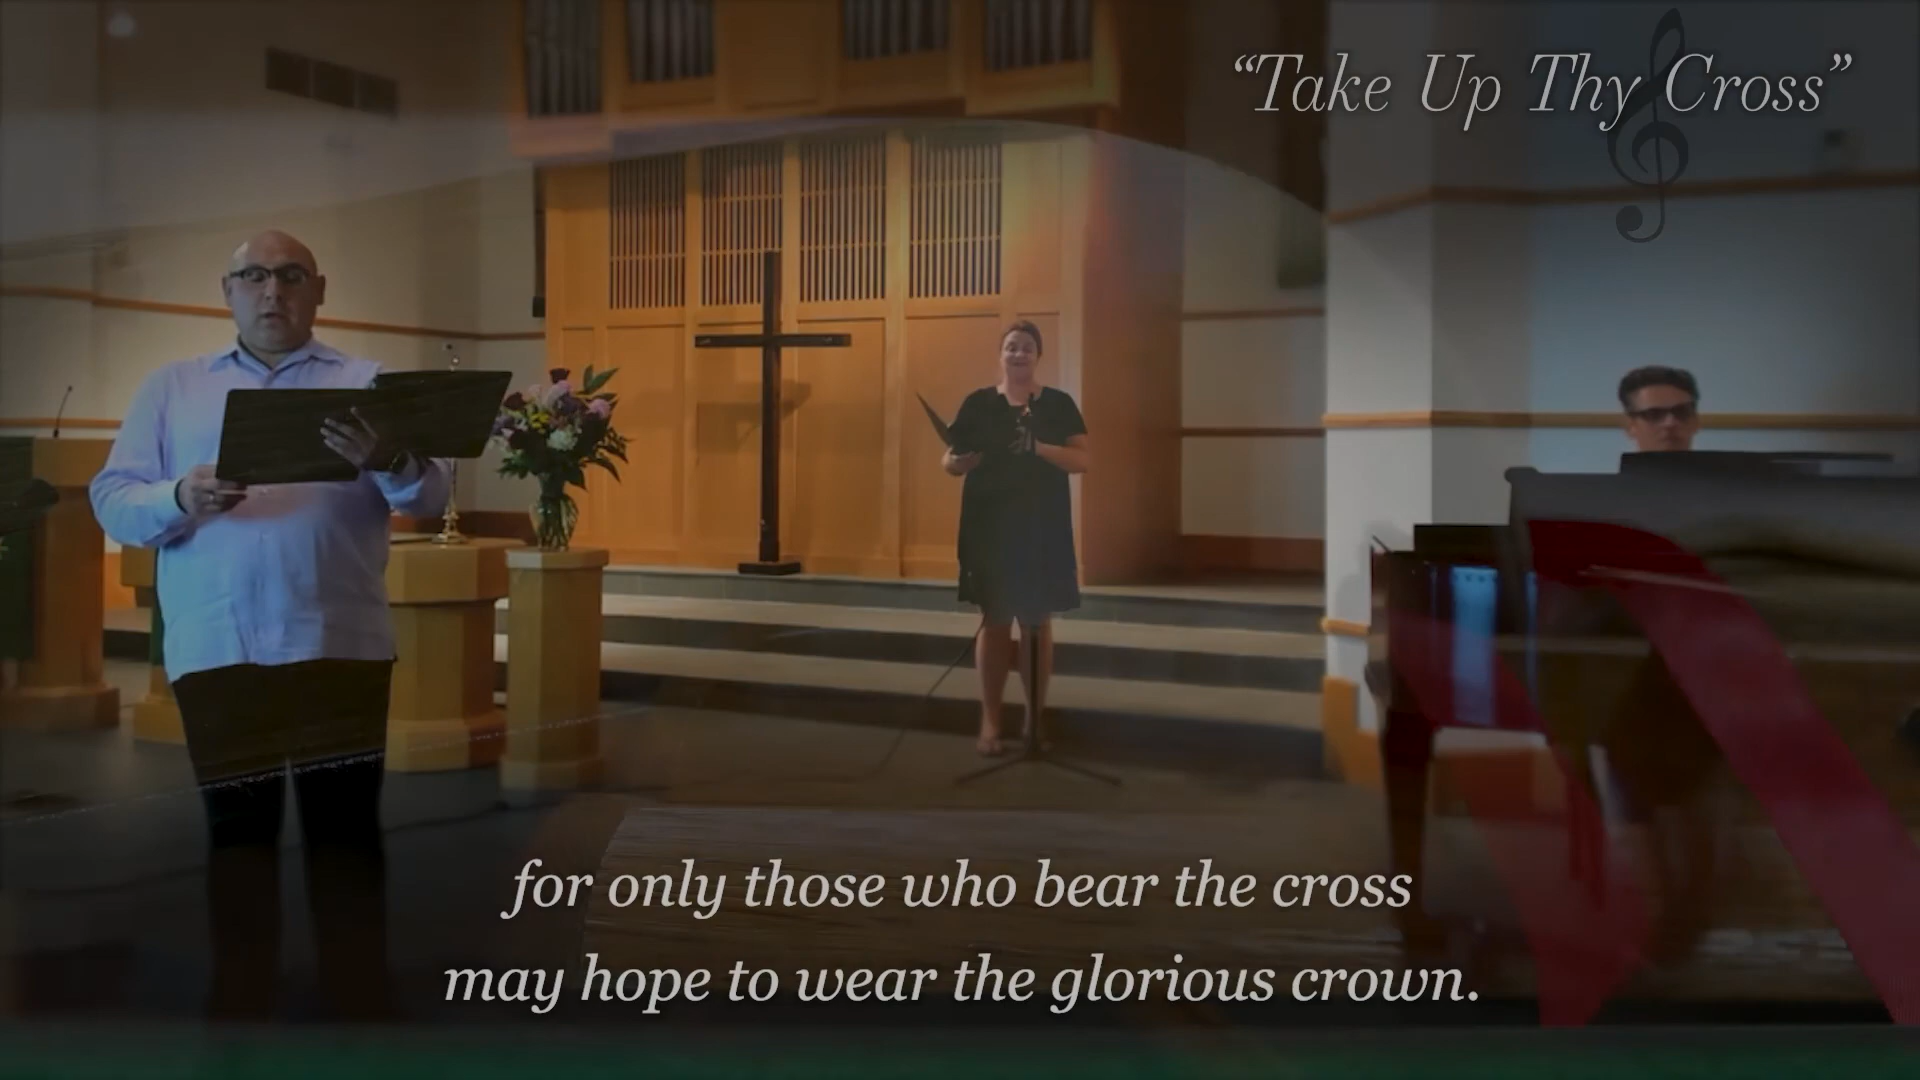 “Take Up Thy Cross”
for only those who bear the cross
may hope to wear the glorious crown.